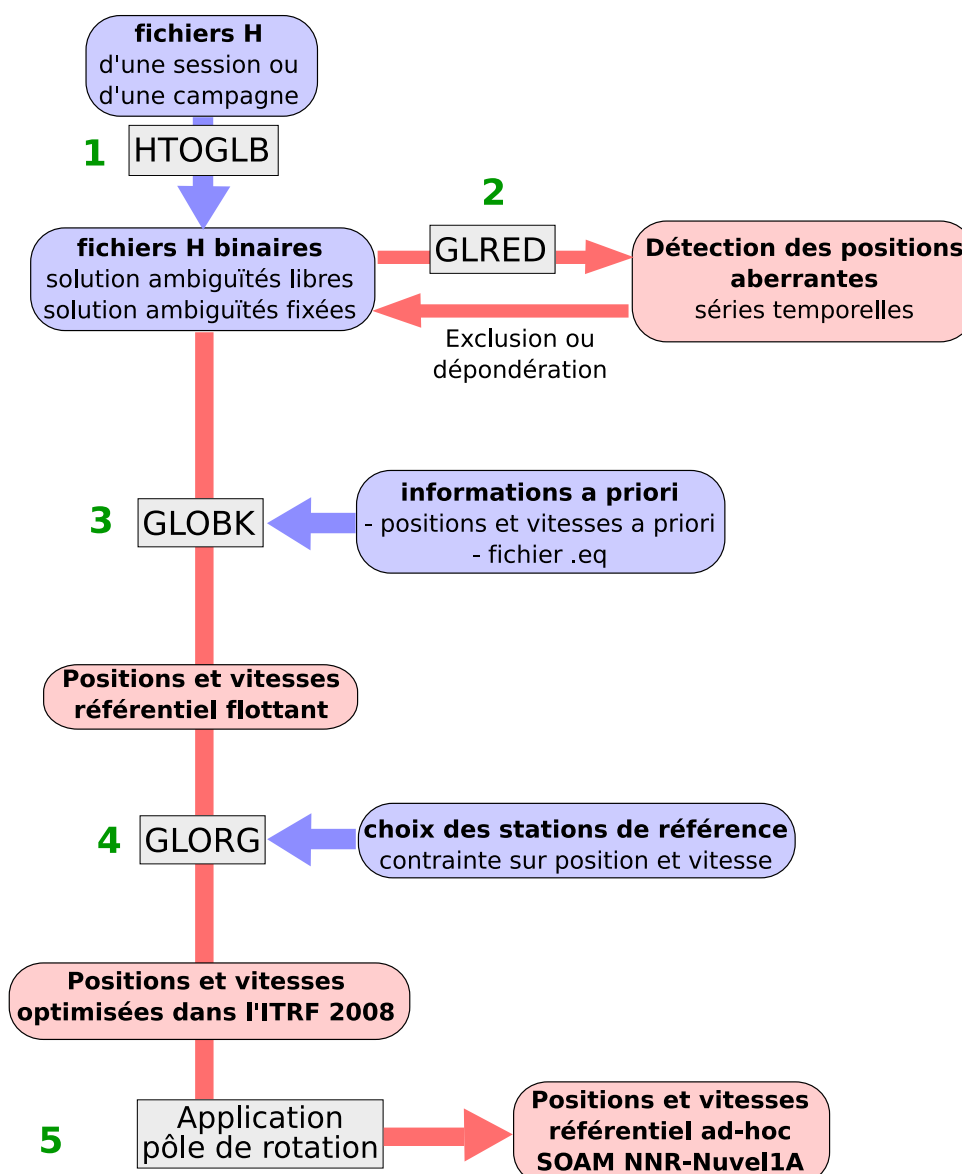 fichiers H
d'une session ou
d'une campagne
1
HTOGLB
2
fichiers H binaires
solution ambiguïtés libres
solution ambiguïtés fixées
GLRED
Détection des positions
aberrantes
séries temporelles
Exclusion ou
dépondération
3
GLOBK
informations a priori
- positions et vitesses a priori
- fichier .eq
Positions et vitesses
référentiel flottant
4
GLORG
choix des stations de référence
contrainte sur position et vitesse
Positions et vitesses
optimisées dans l'ITRF 2008
5
Application
pôle de rotation
Positions et vitesses
référentiel ad-hoc
SOAM NNR-Nuvel1A